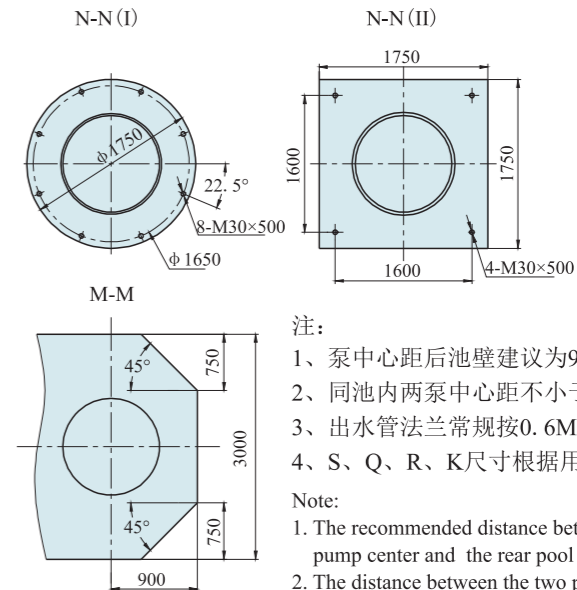 N-N(I)
N-N(II)
1750
φ1750
22.5°
8-M30×500
φ1650
1600
1750
1600
4-M30×500
M-M
45°
750
3000
45°
750
900
注:
1、泵中心距后池壁建议为9
2、同池内两泵中心距不小于
3、出水管法兰常规按0.6M
4、S、Q、R、K尺寸根据用
Note:
1. The recommended distance bet
pump center and the rear pool
2. The distance between the two p